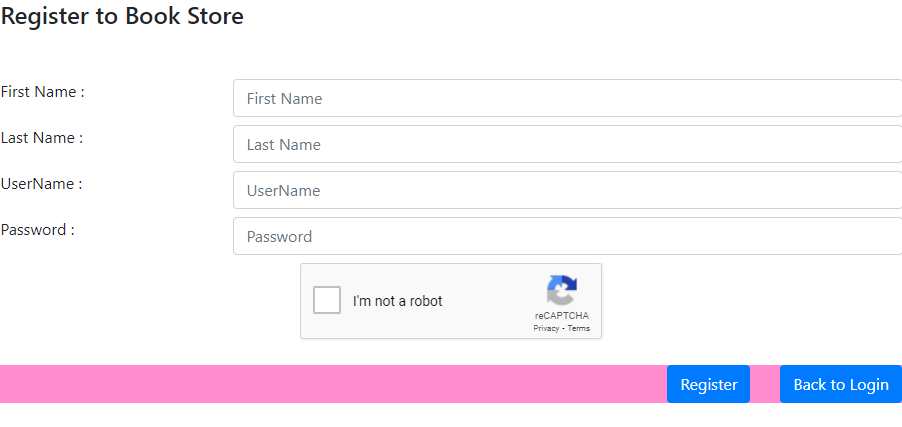 Register to Book Store
First Name :
First Name
Last Name :
Last Name
UserName :
UserName
Password :
Password
I'm not a robot
reCAPTCHA
Privacy - Terms
Register
Back to Login